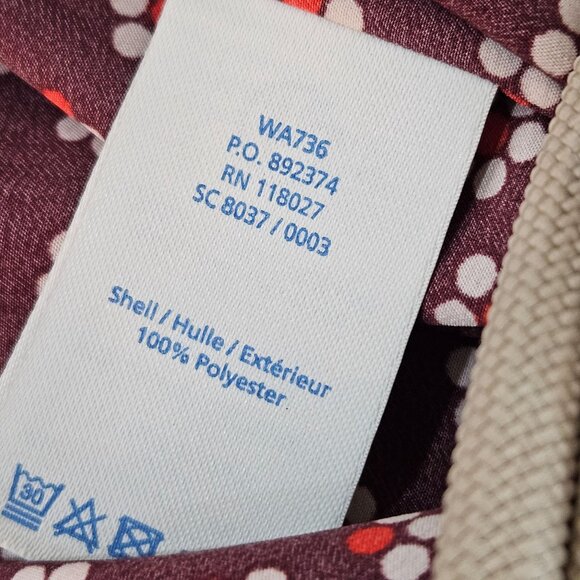 WA736
P.O. 892374
RN 118027
SC 8037 / 0003
Shell / Hulle / Extérieur
100% Polyester
30